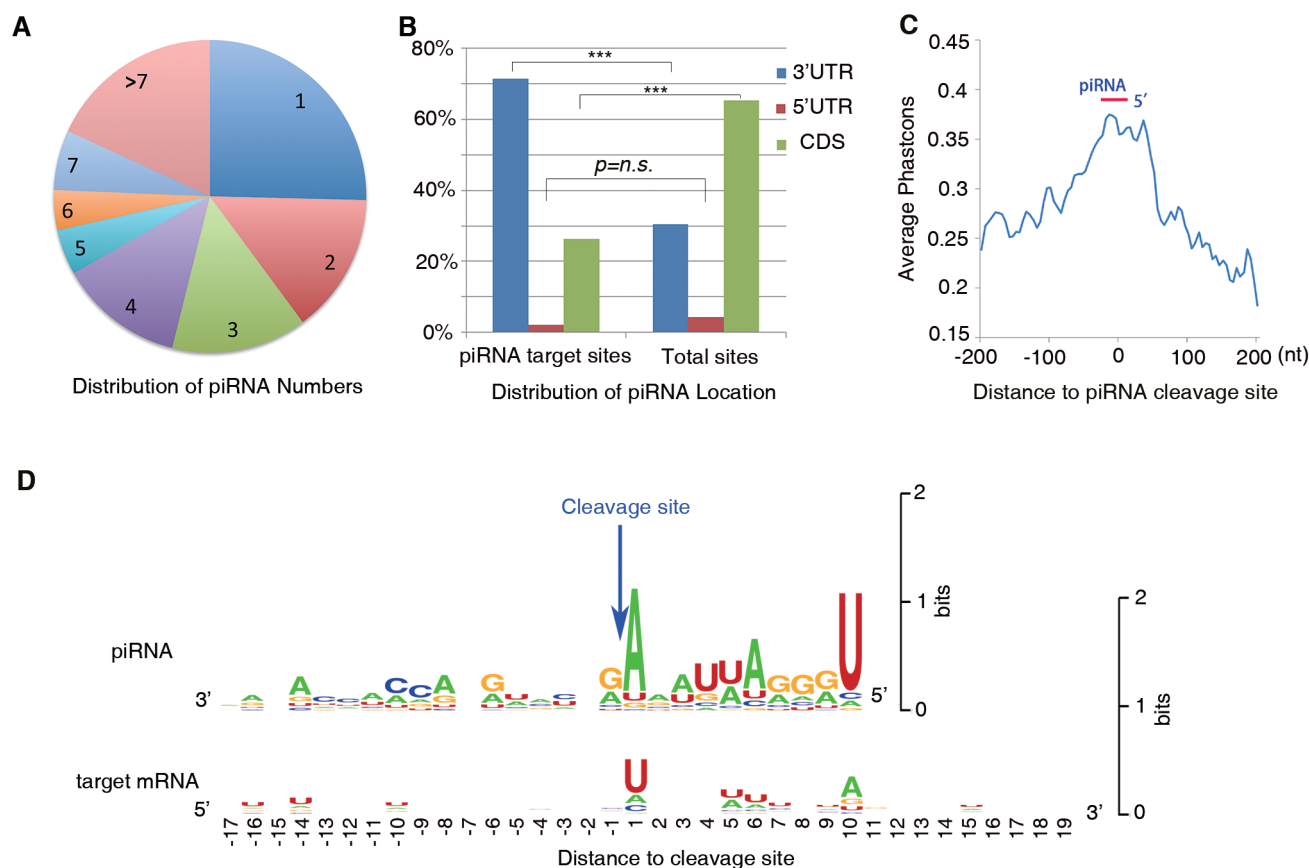 A
1
2
3
4
5
6
7
>7
Distribution of piRNA Numbers
B
80%
60%
40%
20%
0%
***
***
p=n.s.
3'UTR
5'UTR
CDS
piRNA target sites
Total sites
Distribution of piRNA Location
C
0.45
0.4
0.35
0.3
0.25
0.2
0.15
Average Phastcons
piRNA
5′
-200 -100 0 100 200 (nt)
Distance to piRNA cleavage site
D
Cleavage site
2
1
0
bits
piRNA
3’
5’
2
1
0
bits
target mRNA
5’
3’
-17 -16 -15 -14 -13 -12 -11 -10 -9 -8 -7 -6 -5 -4 -3 -2 -1 1 2 3 4 5 6 7 8 9 10 11 12 13 14 15 16 17 18 19
Distance to cleavage site